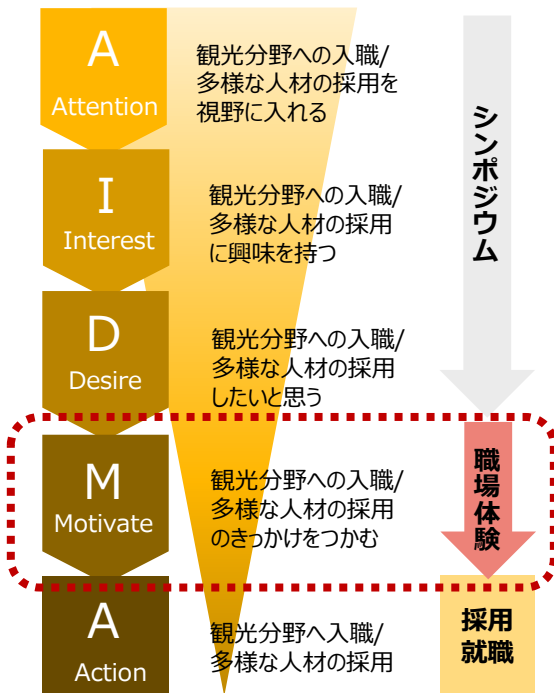 A
Attention
観光分野への入職/
多様な人材の採用を
視野に入れる
I
Interest
観光分野への入職/
多様な人材の採用
に興味を持つ
D
Desire
観光分野への入職/
多様な人材の採用
したいと思う
M
Motivate
観光分野への入職/
多様な人材の採用
のきっかけをつかむ
A
Action
観光分野へ入職/
多様な人材の採用
シンポジウム
職場体験
採用
就職